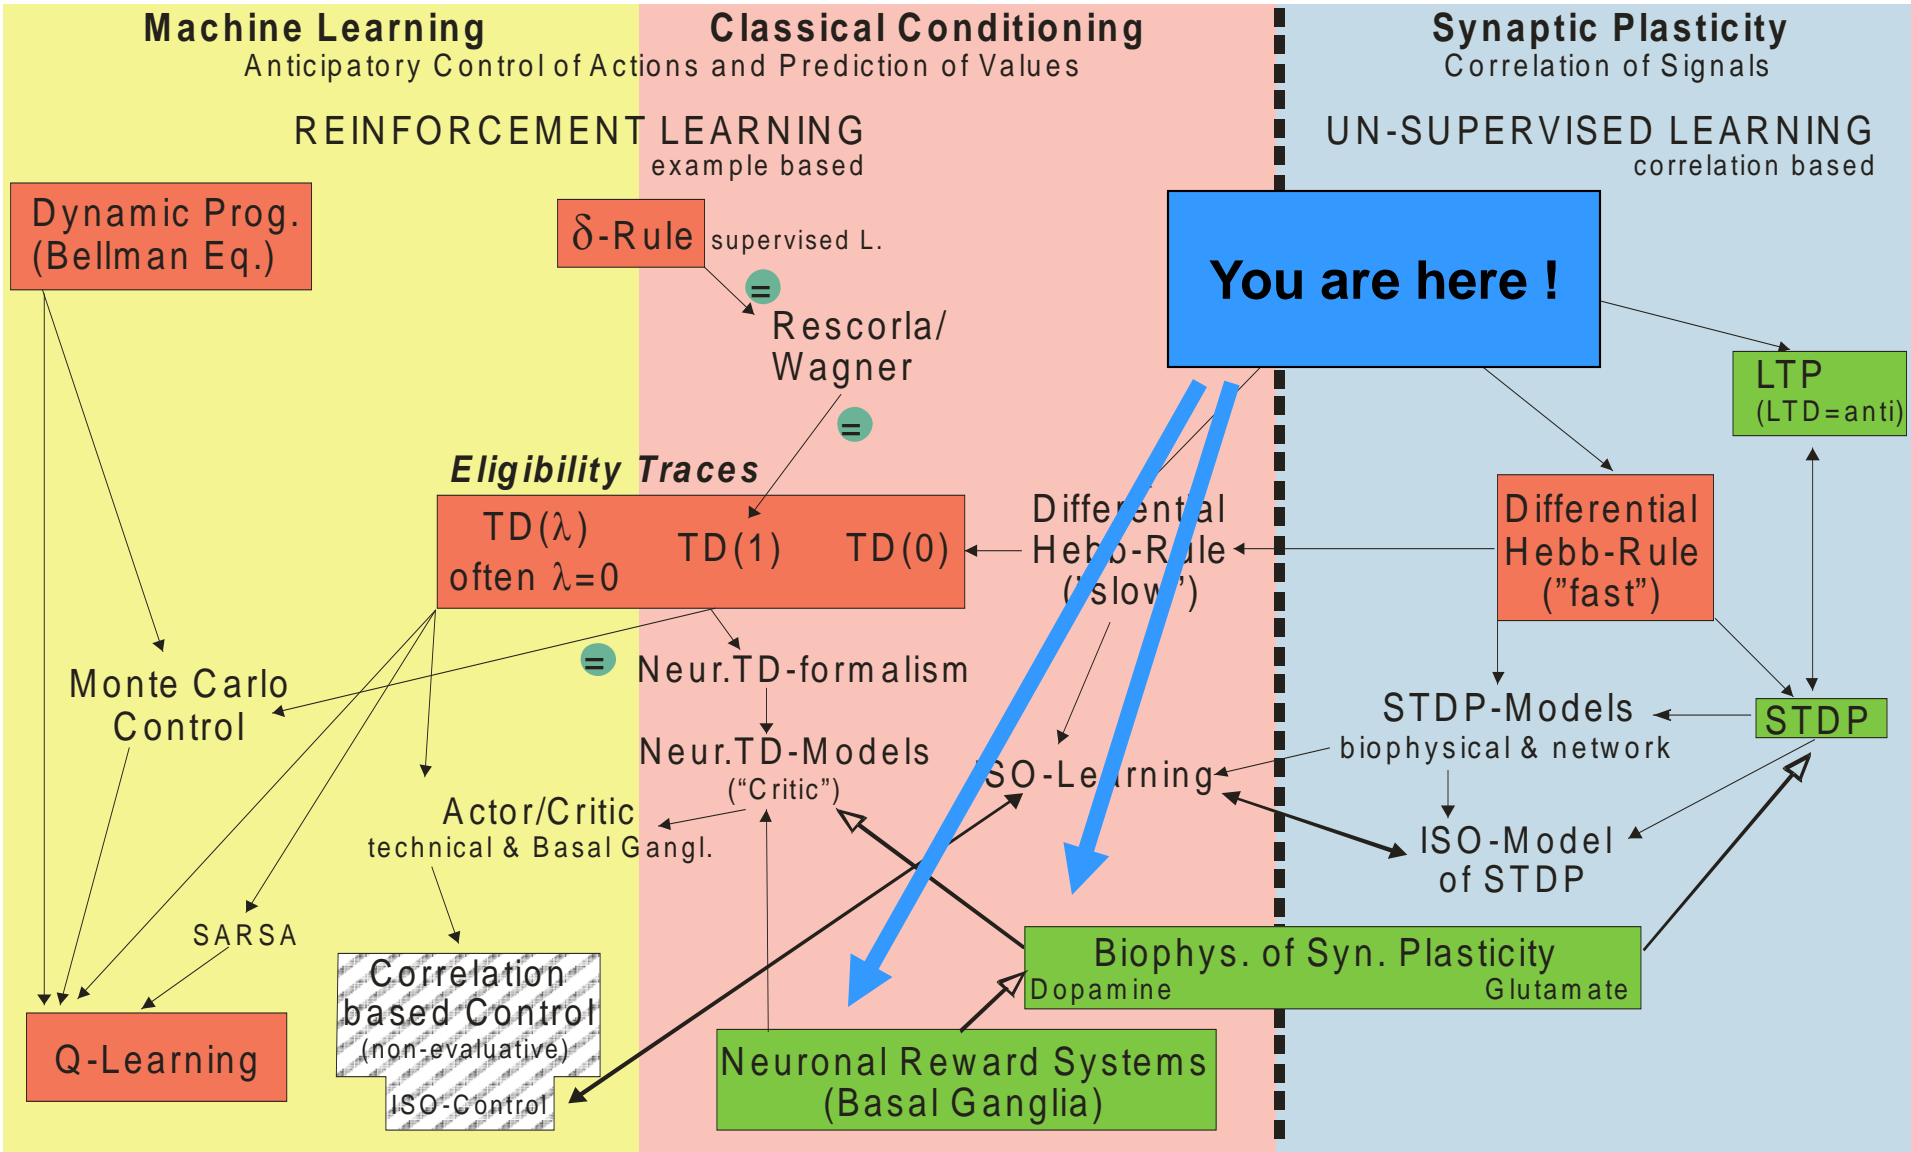 Machine Learning
Classical Conditioning
Anticipatory Control of Actions and Prediction of Values
Synaptic Plasticity
Correlation of Signals
REINFORCEMENT LEARNING
example based
UN-SUPERVISED LEARNING
correlation based
Dynamic Prog.
(Bellman Eq.)
δ-Rule supervised L.
=
Rescorla/
Wagner
=
You are here !
LTP
(LTD=anti)
Eligibility Traces
TD(λ)
often λ=0
TD(1)
TD(0)
Differential
Hebb-Rule
("slow")
Differential
Hebb-Rule
("fast")
=
Monte Carlo
Control
Neur.TD-formalism
Neur.TD-Models
("Critic")
ISO-Learning
STDP-Models
biophysical & network
STDP
Actor/Critic
technical & Basal Gangl.
ISO-Model
of STDP
SARSA
Correlation
based Control
(non-evaluative)
ISO-Control
Biophys. of Syn. Plasticity
Dopamine
Glutamate
Q-Learning
Neuronal Reward Systems
(Basal Ganglia)